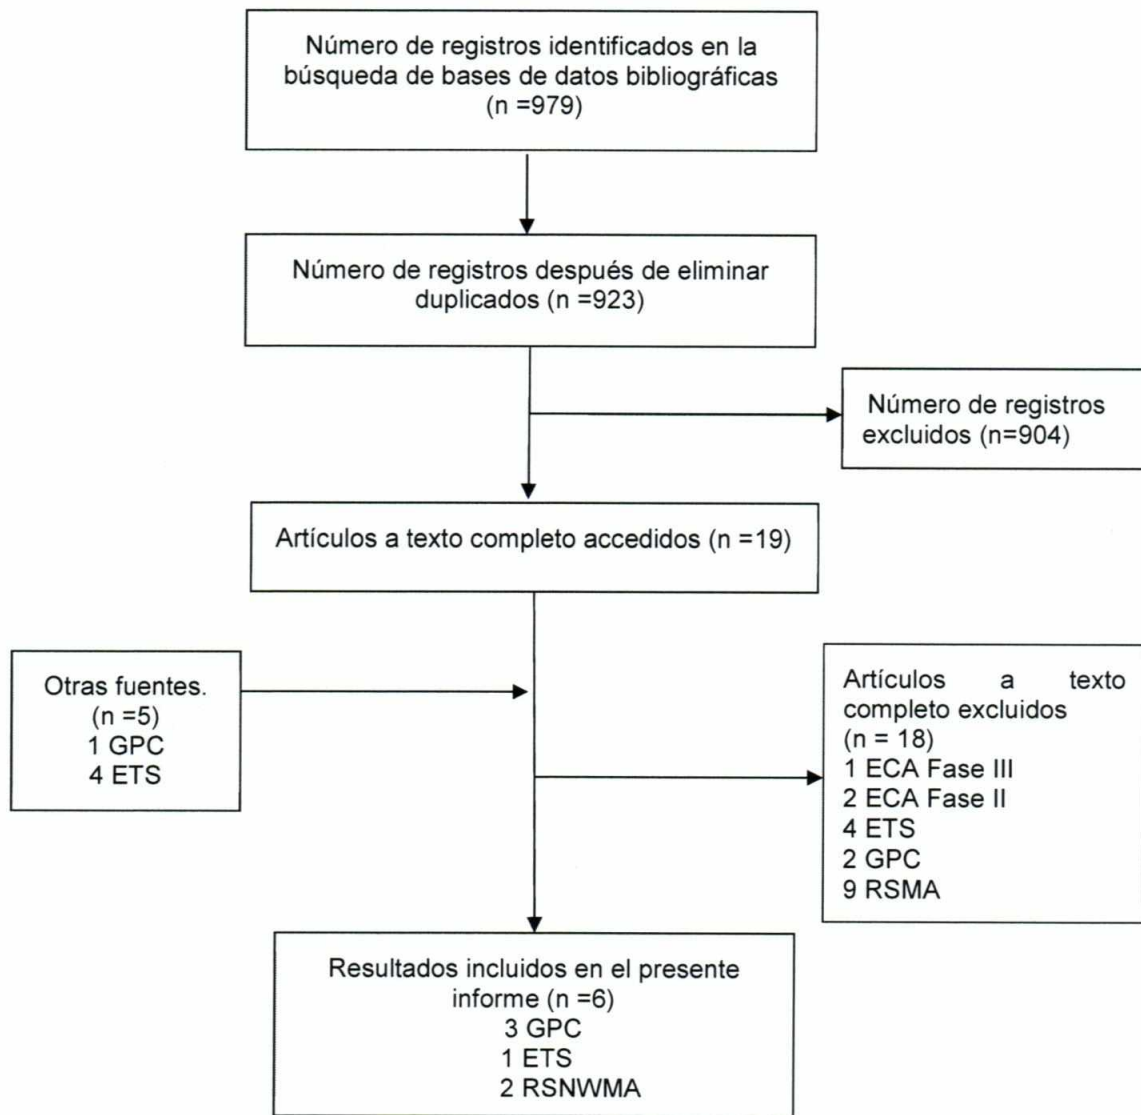 Número de registros identificados en la
búsqueda de bases de datos bibliográficas
(n =979)
Número de registros después de eliminar
duplicados (n =923)
Número de registros
excluidos (n=904)
Artículos a texto completo accedidos (n =19)
Otras fuentes.
(n =5)
1 GPC
4 ETS
Artículos a texto
completo excluidos
(n = 18)
1 ECA Fase III
2 ECA Fase II
4 ETS
2 GPC
9 RSMA
Resultados incluidos en el presente
informe (n =6)
3 GPC
1 ETS
2 RSNWMA